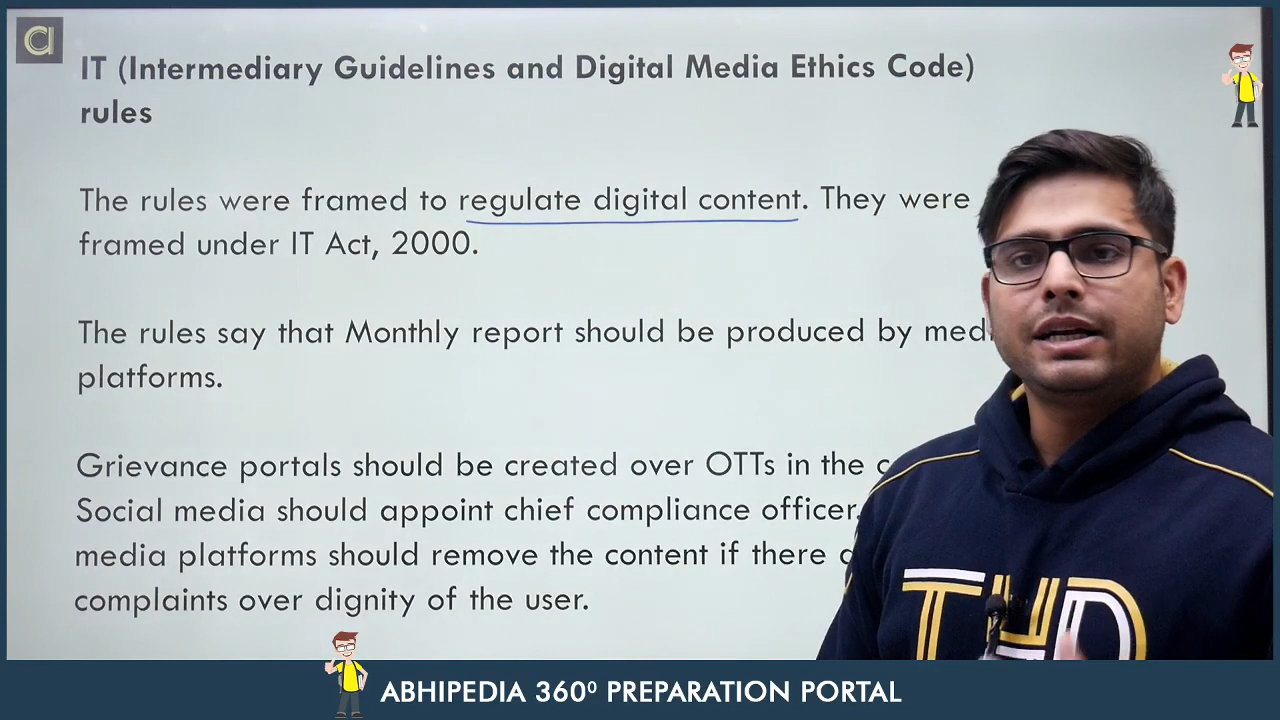 IT (Intermediary Guidelines and Digital Media Ethics Code)
rules
The rules were framed to regulate digital content. They were
framed under IT Act, 2000.
The rules say that Monthly report should be produced by
platforms.
Grievance portals should be created over OTTs in the
Social media should appoint chief compliance officer.
media platforms should remove the content if there
complaints over dignity of the user.
ABHIPEDIA 360⁰ PREPARATION PORTAL